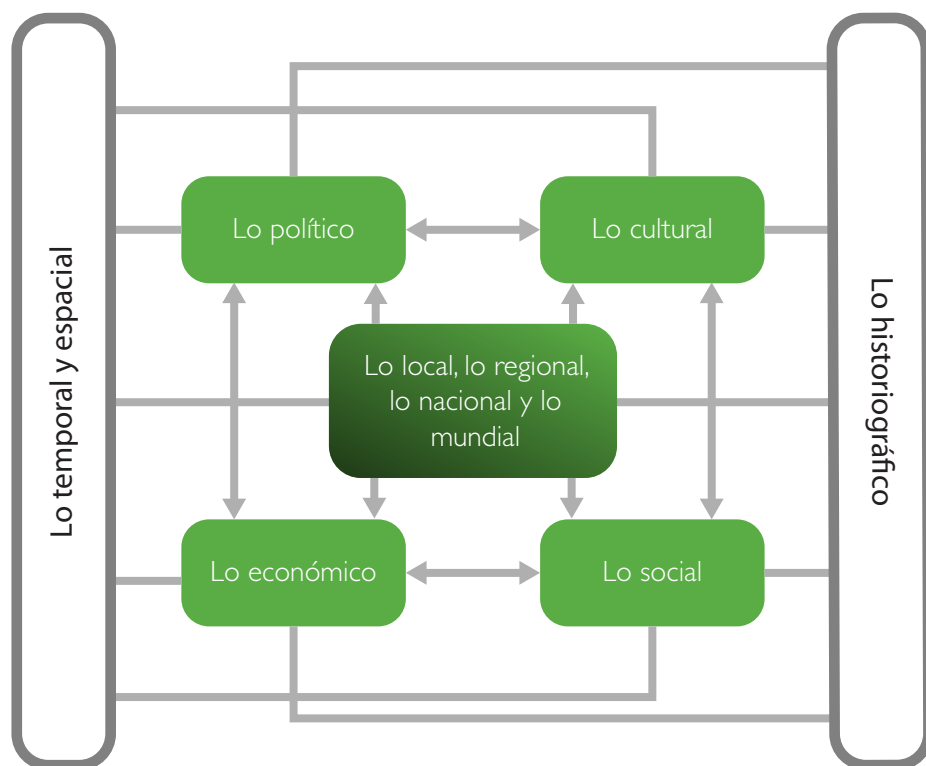 Lo temporal y espacial
Lo político
Lo cultural
Lo local, lo regional,
lo nacional y lo
mundial
Lo económico
Lo social
Lo historiográfico